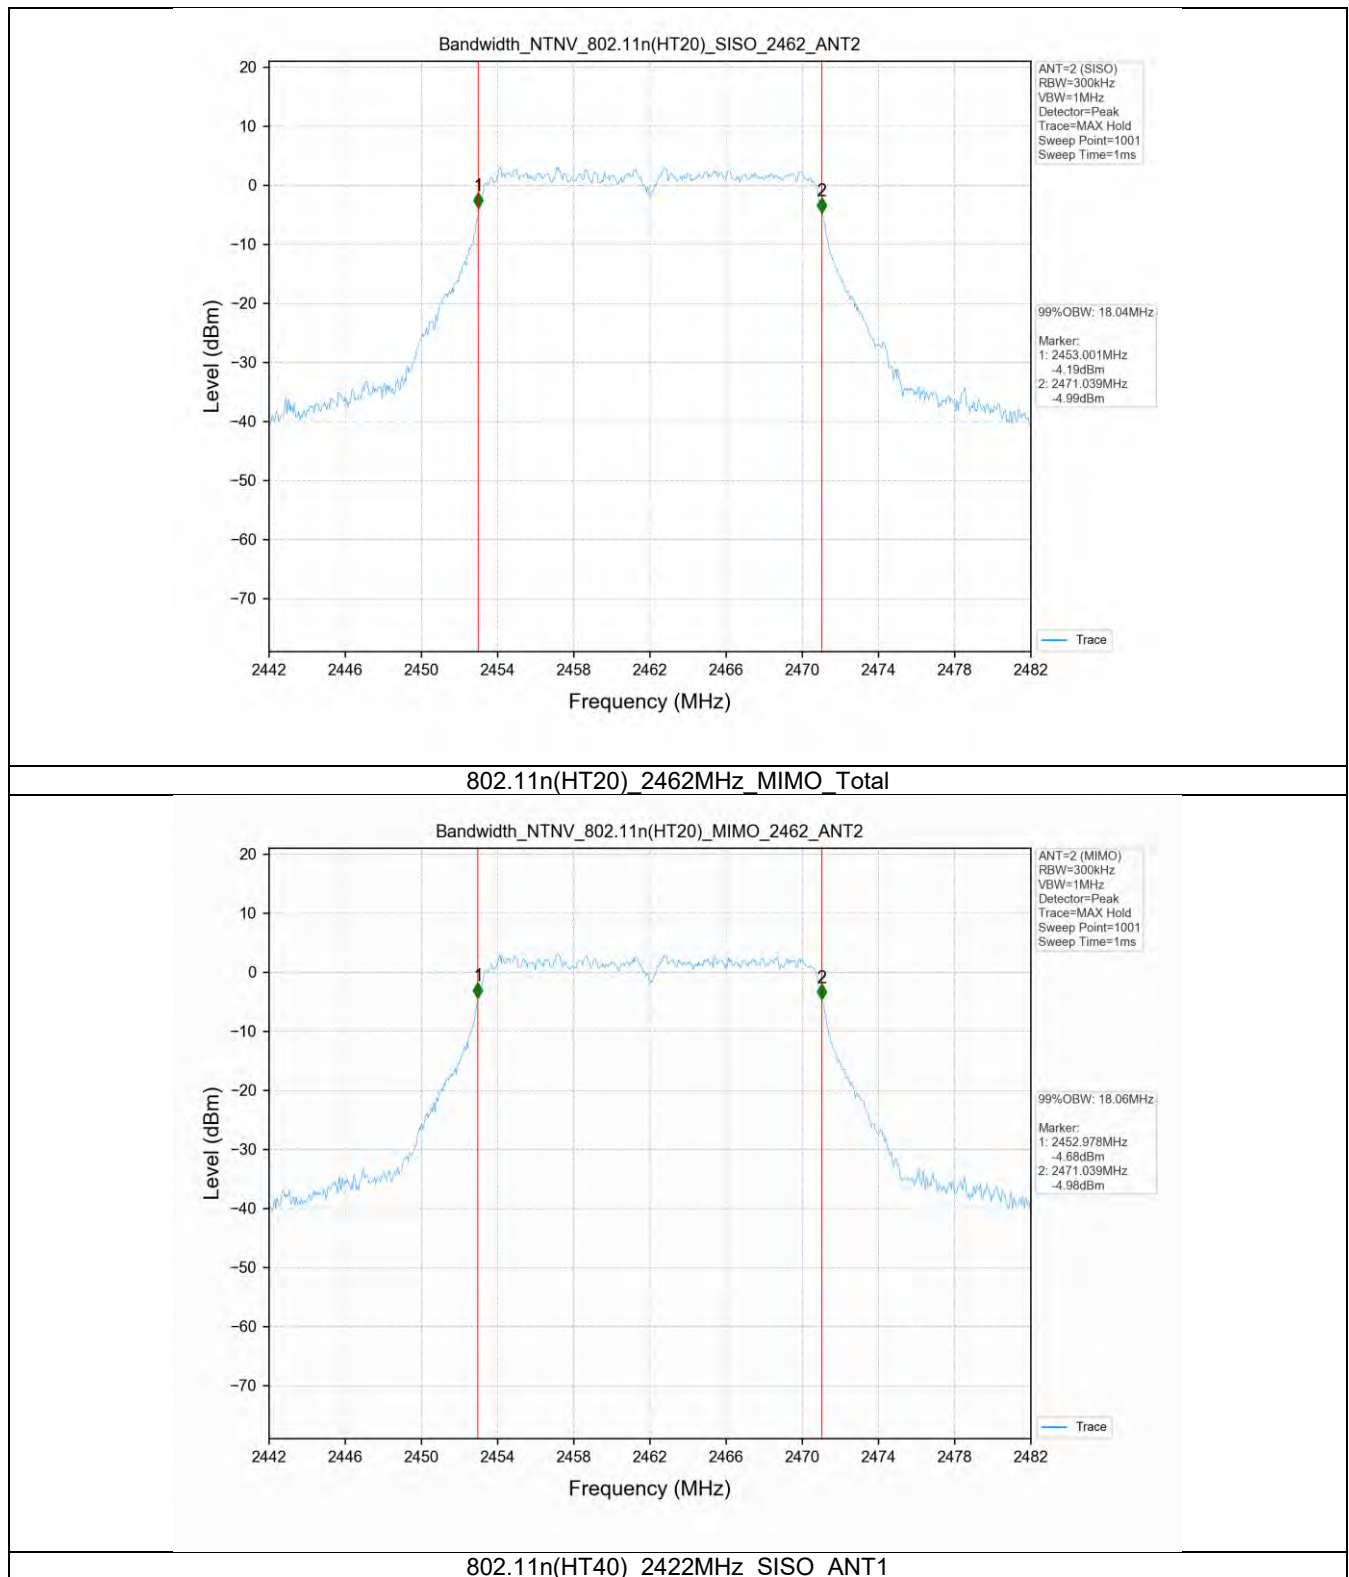 Bandwidth_NTNV_802.11n(HT20)_SISO_2462_ANT2
ANT=2 (SISO)
RBW=300kHz
VBW=1MHz
Detector=Peak
Trace=MAX Hold
Sweep Point=1001
Sweep Time=1ms
20
10
0
−10
−20
−30
−40
−50
−60
−70
Level (dBm)
1
2
99%OBW: 18.04MHz
Marker:
1: 2453.001MHz
-4.19dBm
2: 2471.039MHz
-4.99dBm
Trace
2442 2446 2450 2454 2458 2462 2466 2470 2474 2478 2482
Frequency (MHz)
802.11n(HT20)_2462MHz_MIMO_Total
Bandwidth_NTNV_802.11n(HT20)_MIMO_2462_ANT2
ANT=2 (MIMO)
RBW=300kHz
VBW=1MHz
Detector=Peak
Trace=MAX Hold
Sweep Point=1001
Sweep Time=1ms
20
10
0
−10
−20
−30
−40
−50
−60
−70
Level (dBm)
1
2
99%OBW: 18.06MHz
Marker:
1: 2452.978MHz
-4.68dBm
2: 2471.039MHz
-4.98dBm
Trace
2442 2446 2450 2454 2458 2462 2466 2470 2474 2478 2482
Frequency (MHz)
802.11n(HT40)_2422MHz_SISO_ANT1